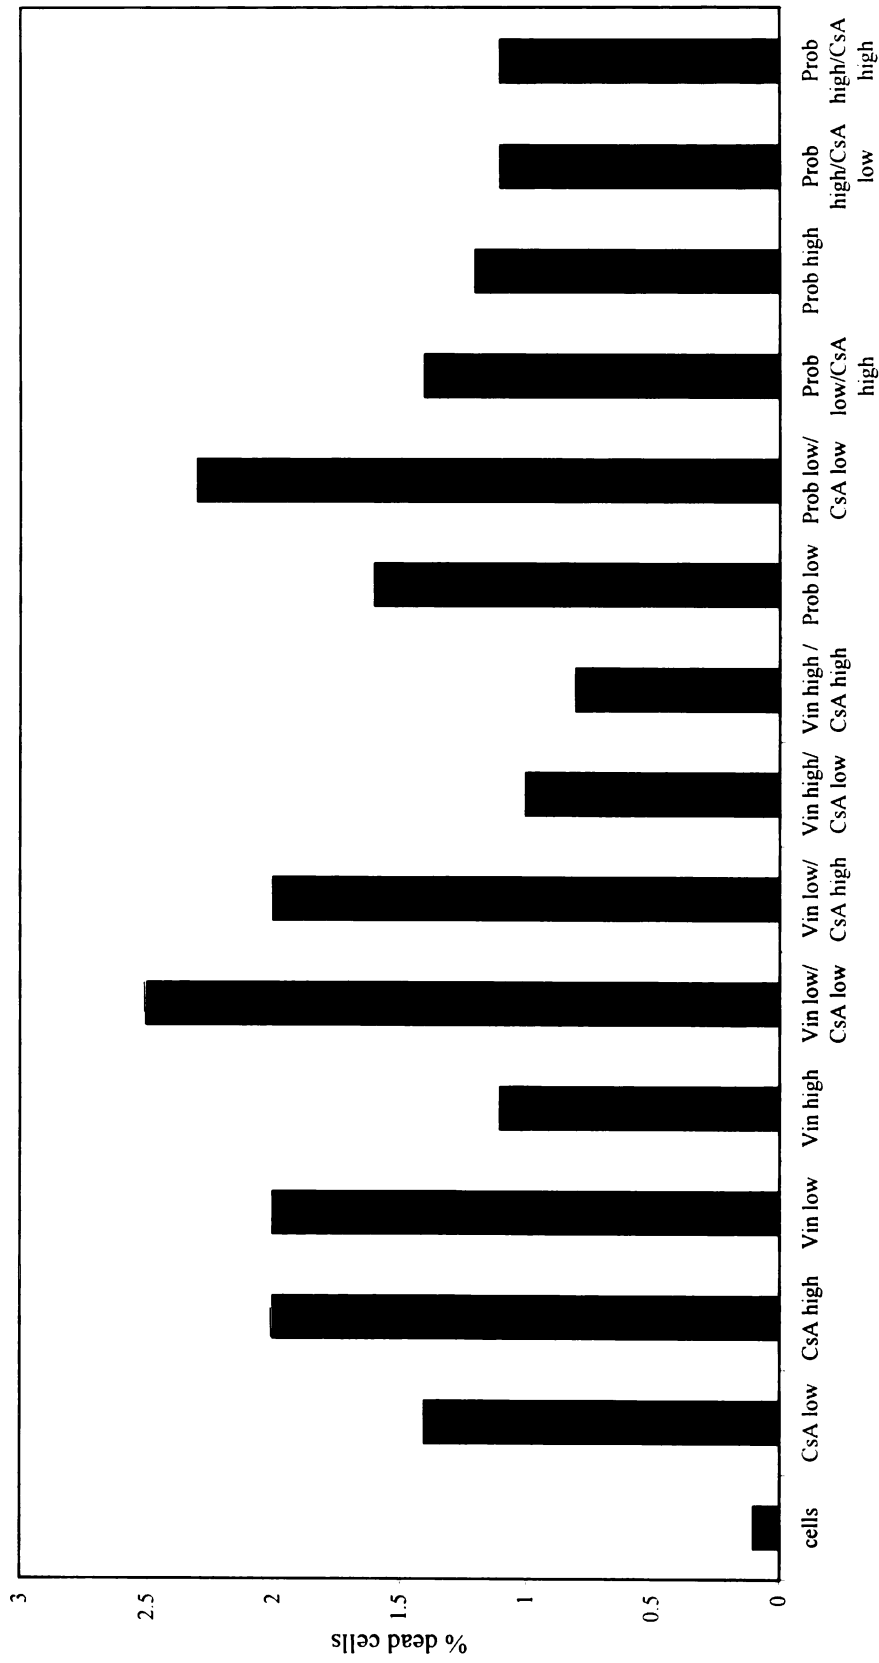 % dead cells
3
2.5
2
1.5
1
0.5
0
cells
CsA low
CsA high
Vin low
Vin high
Vin low/
CsA low
Vin low/
CsA high
Vin high/
CsA low
Vin high /
CsA high
Prob low
Prob low/
CsA low
Prob
low/CsA
high
Prob high
Prob
high/CsA
low
Prob
high/CsA
high